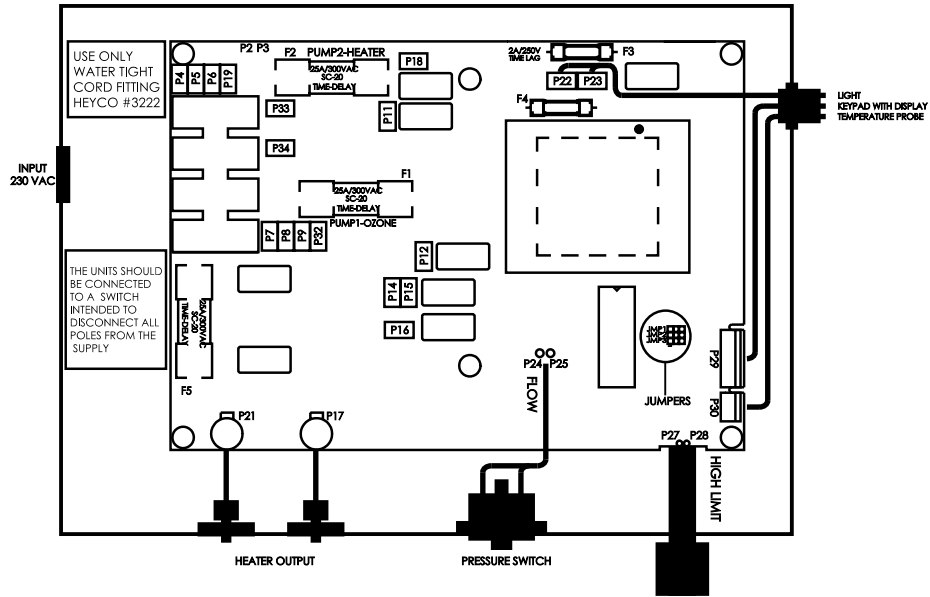 USE ONLY
WATER TIGHT
CORD FITTING
HEYCO #3222
P2 P3
P4
P5
P6
P19
F2
PUMP2-HEATER
25A/300VAC
SC-20
TIME-DELAY
P18
P11
P33
P34
2A/250V
TIME LAG
F3
P22
P23
F4
LIGHT
KEYPAD WITH DISPLAY
TEMPERATURE PROBE
INPUT
230 VAC
F1
25A/300VAC
SC-20
TIME-DELAY
PUMP1-OZONE
P7
P8
P9
P32
P12
P14
P15
P16
THE UNITS SHOULD
BE CONNECTED
TO A SWITCH
INTENDED TO
DISCONNECT ALL
POLES FROM THE
SUPPLY
25A/300VAC
SC-20
TIME-DELAY
F5
JMP1
JMP2
JMP3
JUMPERS
P29
P30
P24 P25
FLOW
P21
P17
P27 P28
HIGH LIMIT
HEATER OUTPUT
PRESSURE SWITCH